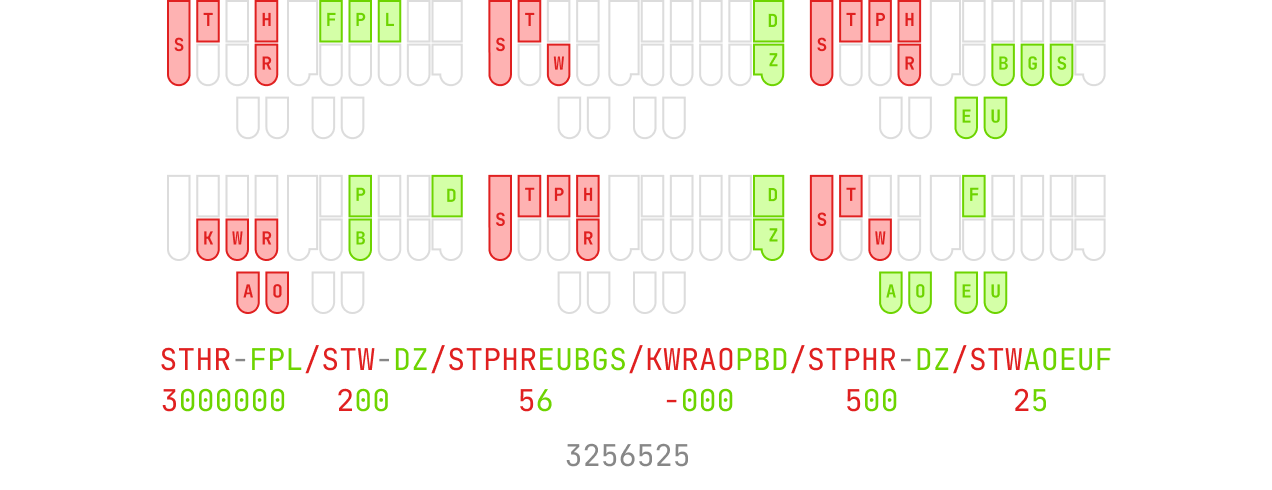 T H F P L T D T P H
S S S
R W Z R B G S
E U
P D T P H D T F
S S
K W R B R Z W
A O A O E U
STHR-FPL/STW-DZ/STPHREUBGS/KWRAOPBD/STPHR-DZ/STWAOEUF
3000000 200 56 -000 500 25
3256525